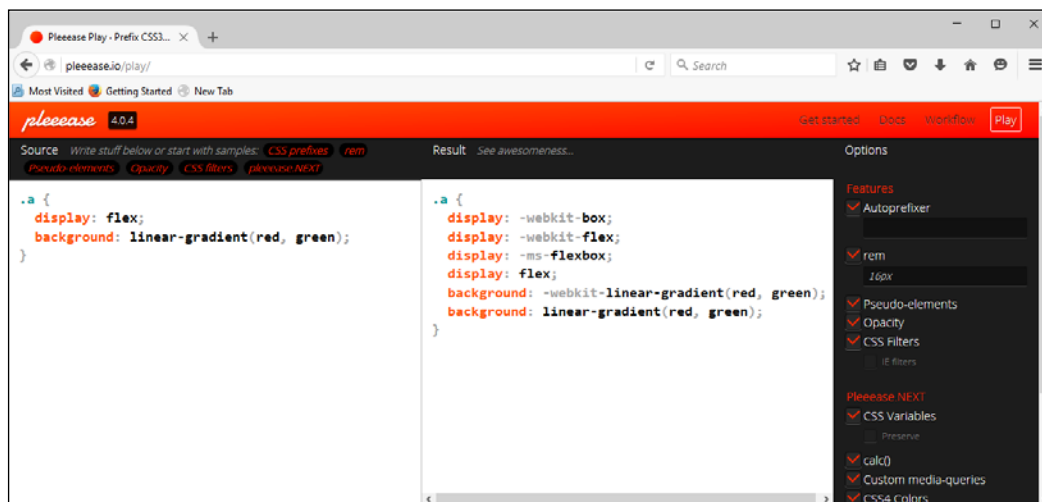 Pleeease Play - Prefix CSS3...
pleeease.io/play/
Search
Most Visited Getting Started New Tab
pleeease 4.0.4
Get started Docs Workflow Play
Source Write stuff below or start with samples: CSS prefixes rem
Pseudo-elements Opacity CSS filters pleeease.NEXT
Result See awesomeness...
Options
.a {
display: flex;
background: linear-gradient(red, green);
}
.a {
display: -webkit-box;
display: -webkit-flex;
display: -ms-flexbox;
display: flex;
background: -webkit-linear-gradient(red, green);
background: linear-gradient(red, green);
}
Features
Autoprefixer
rem
16px
Pseudo-elements
Opacity
CSS Filters
IE filters
Pleeease NEXT
CSS Variables
Preserve
calc()
Custom media-queries
CSS4 Colors